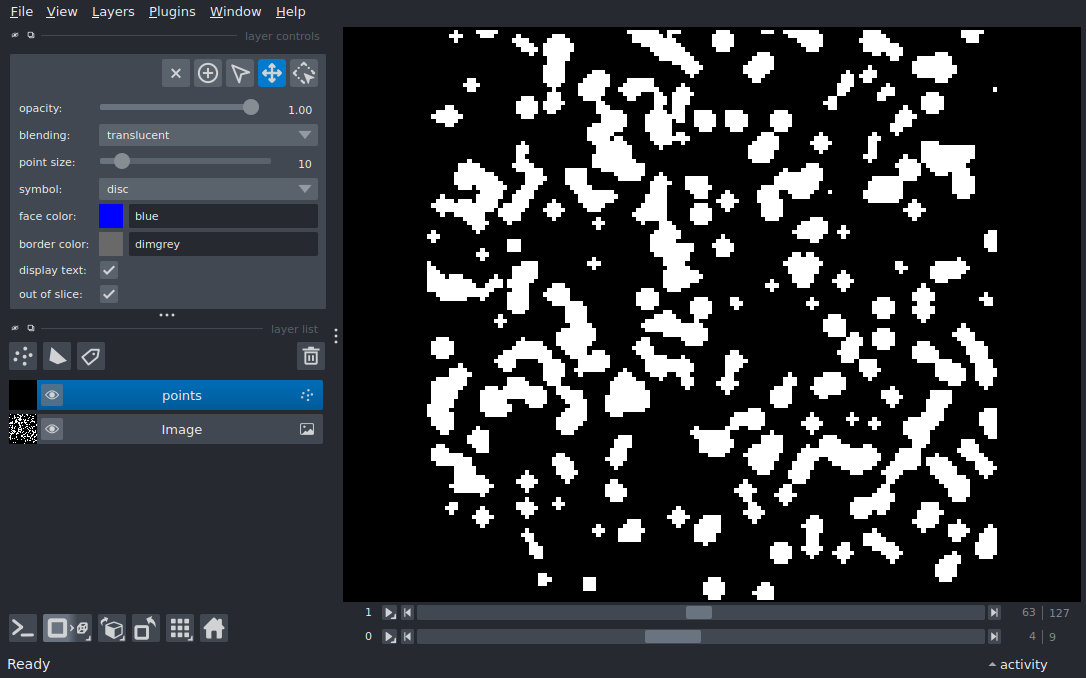 File View Layers Plugins Window Help
layer controls
opacity: 1.00
blending: translucent
point size: 10
symbol: disc
face color: blue
border color: dimgrey
display text:
out of slice:
layer list
points
Image
1 63 127
0 4 9
Ready activity